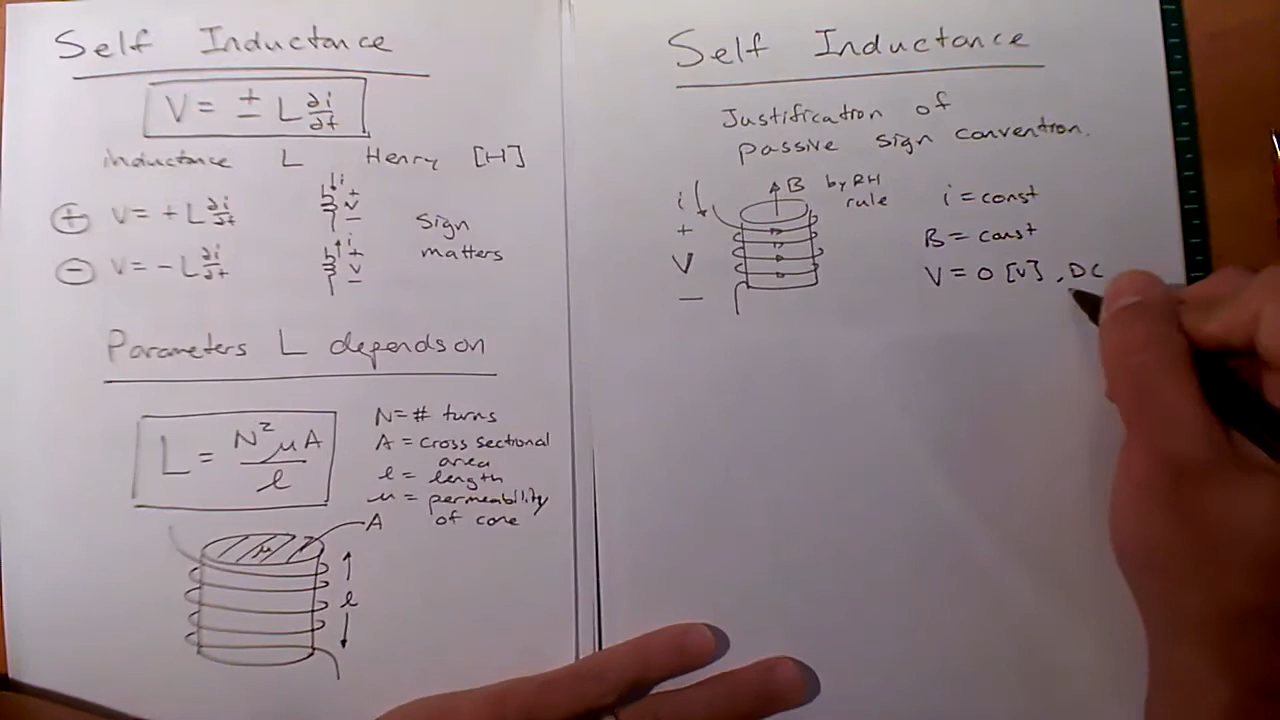 Self Inductance
V = ± L ∂i/∂t
inductance L Henry [H]
⊕ V = + L ∂i/∂t
i + V −
Sign
⊖ V = − L ∂i/∂t
i + V −
matters
Parameters L depends on
L = N² μ A / ℓ
N = # turns
A = cross sectional
area
ℓ = length
μ = permeability
of core
A
μ
ℓ
Self Inductance
Justification of
passive sign convention.
i
+
V
−
B by RH
rule
i = const
B = const
V = 0 [V], DC